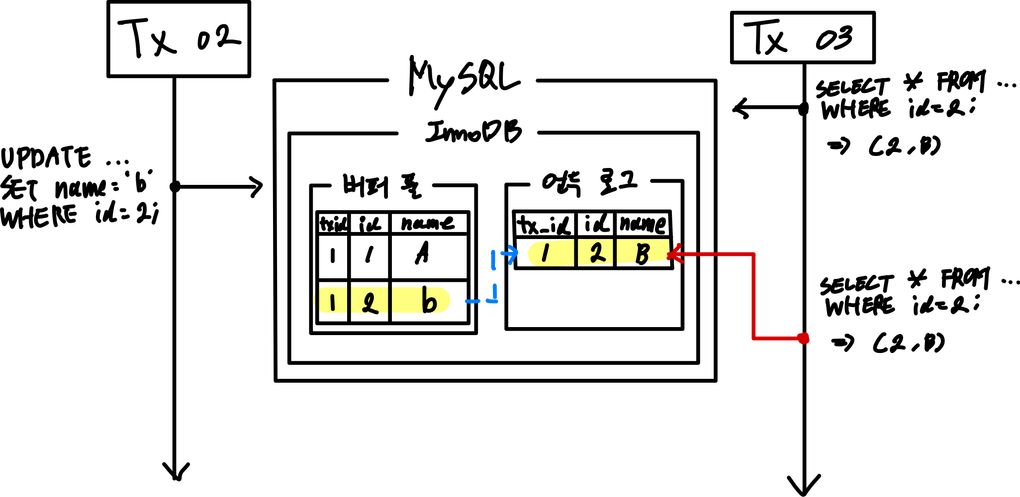 Tx 02
UPDATE ...
SET name='b'
WHERE id=2;
MySQL
InnoDB
버퍼 풀
txid id name
1 1 A
1 2 b
언두 로그
tx_id id name
1 2 B
Tx 03
SELECT * FROM ...
WHERE id=2;
=> (2,B)
SELECT * FROM ...
WHERE id=2;
=> (2,B)